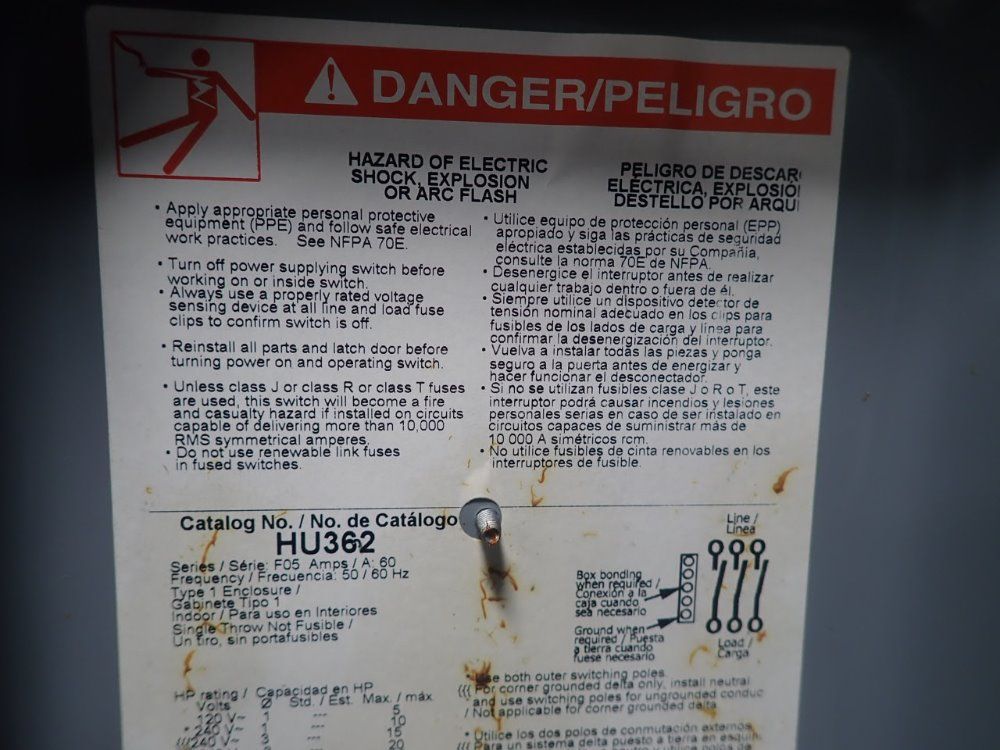 DANGER/PELIGRO
HAZARD OF ELECTRIC
SHOCK, EXPLOSION
OR ARC FLASH
• Apply appropriate personal protective
equipment (PPE) and follow safe electrical
work practices. See NFPA 70E.
• Turn off power supplying switch before
working on or inside switch.
• Always use a properly rated voltage
sensing device at all line and load fuse
clips to confirm switch is off.
• Reinstall all parts and latch door before
turning power on and operating switch.
• Unless class J or class R or class T fuses
are used, this switch will become a fire
and casualty hazard if installed on circuits
capable of delivering more than 10,000
RMS symmetrical amperes.
• Do not use renewable link fuses
in fused switches.
PELIGRO DE DESCAR
ELÉCTRICA, EXPLOSIÓ
DESTELLO POR ARQU
• Utilice equipo de protección personal (EPP)
apropiado y siga las prácticas de seguridad
eléctrica establecidas por su Compañía,
consulte la norma 70E de NFPA.
• Desenergice el interruptor antes de realizar
cualquier trabajo dentro o fuera de él.
• Siempre utilice un dispositivo detector de
tensión nominal adecuado en los clips para
fusibles de los lados de carga y línea para
confirmar la desenergización del interruptor.
• Vuelva a instalar todas las piezas y ponga
seguro a la puerta antes de energizar y
hacer funcionar el desconectador.
• Si no se utilizan fusibles clase J o R o T, este
interruptor podrá causar incendios y lesiones
personales serias en caso de ser instalado en
circuitos capaces de suministrar más de
10 000 A simétricos rcm.
• No utilice fusibles de cinta renovables en los
interruptores de fusible.
Catalog No. / No. de Catálogo
HU362
Series / Série: F05 Amps / A: 60
Frequency / Frecuencia: 50 / 60 Hz
Type 1 Enclosure /
Gabinete Tipo 1
Indoor / Para uso en Interiores
Single Throw Not Fusible /
Un tiro, sin portafusibles
Line /
Línea
Box bonding
when required /
Conexión a la
caja cuando
sea necesario
Ground when
required / Puesta
a tierra cuando
fuese necesario
Load /
Carga
HP rating / Capacidad en HP
Volts Ø Std. / Est. Max. / máx
120 V~ 1 --- 5
* 240 V~ 1 --- 10
///240 V~ 3 --- 15
20
Use both outer switching poles.
((( For corner grounded delta only, install neutral
and use switching poles for ungrounded conduc
/ Not applicable for corner grounded delta
* Utilice los dos polos de conmutación externos
((( Para un sistema delta puesto a tierra en esquin